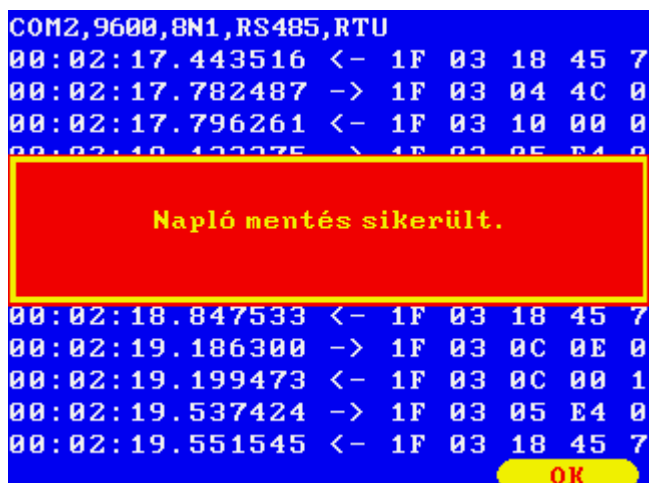 COM2,9600,8N1,RS485,RTU
00:02:17.443516 <- 1F 03 18 45 7
00:02:17.782487 -> 1F 03 04 4C 0
00:02:17.796261 <- 1F 03 10 00 0
Napló mentés sikerült.
00:02:18.847533 <- 1F 03 18 45 7
00:02:19.186300 -> 1F 03 0C 0E 0
00:02:19.199473 <- 1F 03 0C 00 1
00:02:19.537424 -> 1F 03 05 E4 0
00:02:19.551545 <- 1F 03 18 45 7
OK